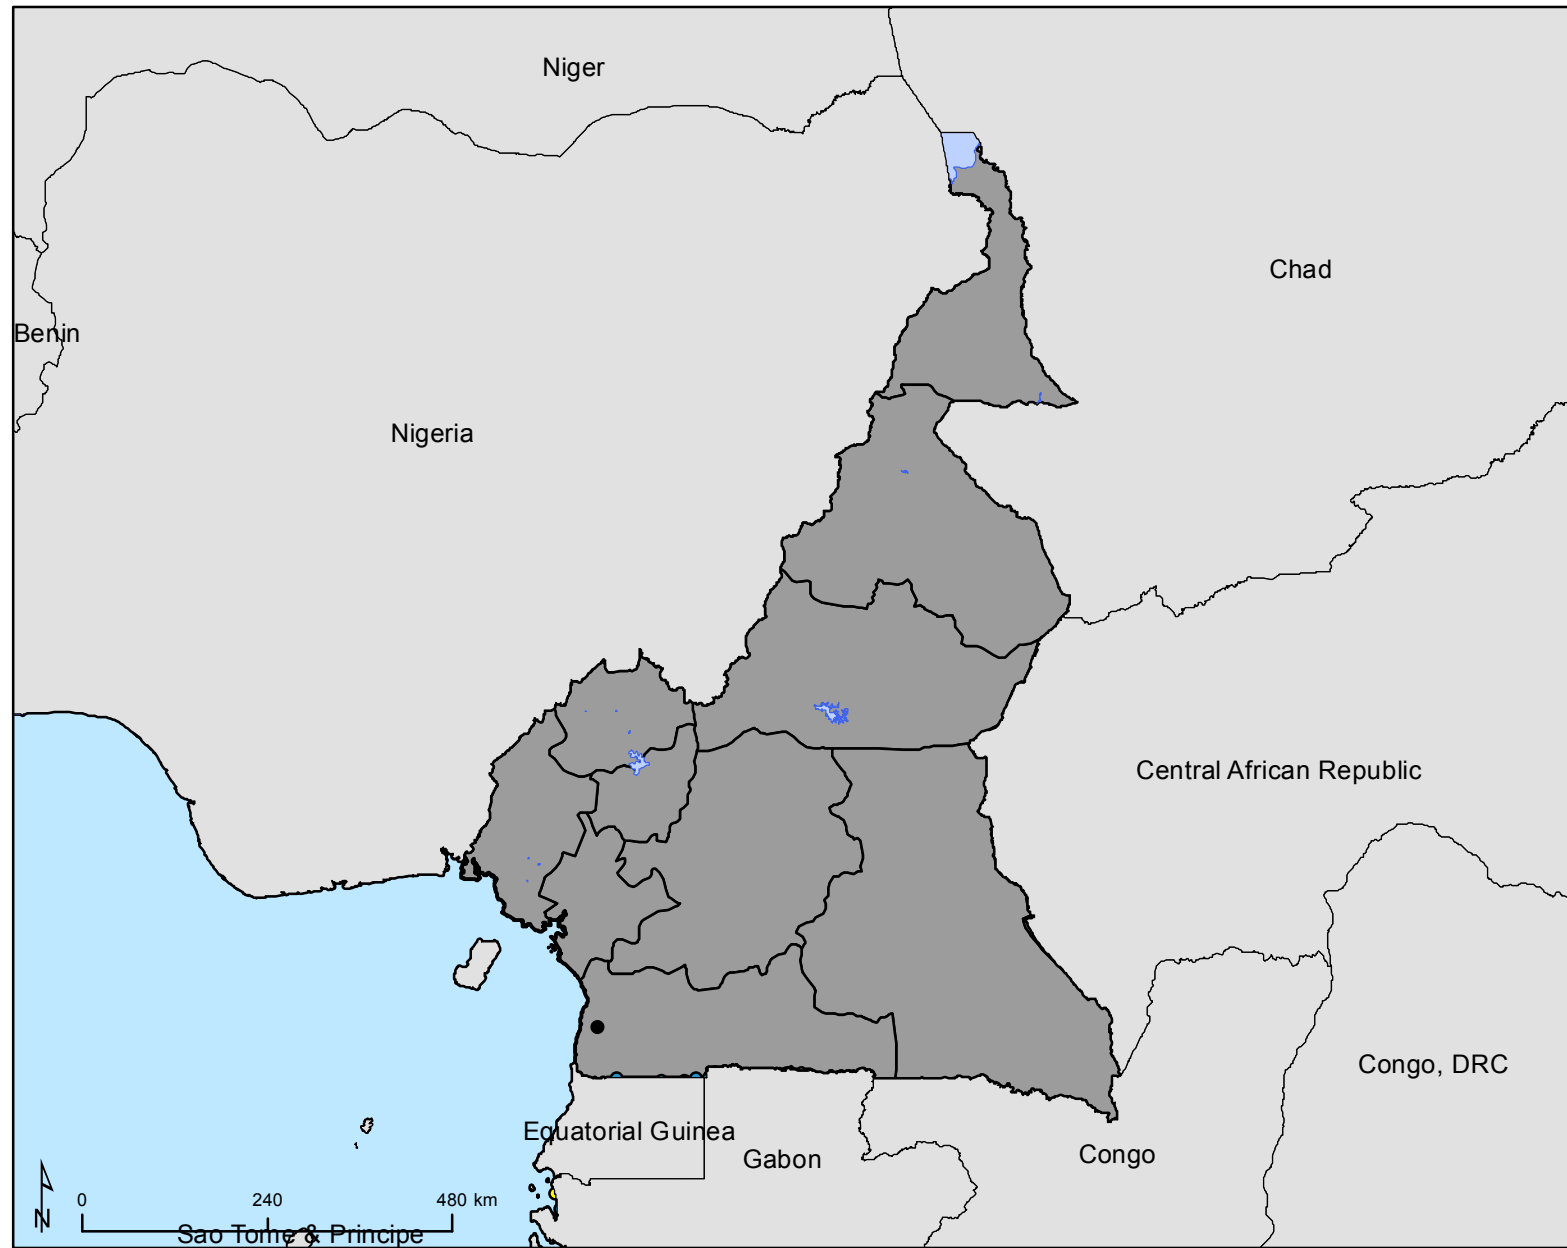 Niger
Chad
Benin
Nigeria
Central African Republic
Congo, DRC
Equatorial Guinea
Gabon
Congo
0 240 480 km
N
Sao Tome & Principe